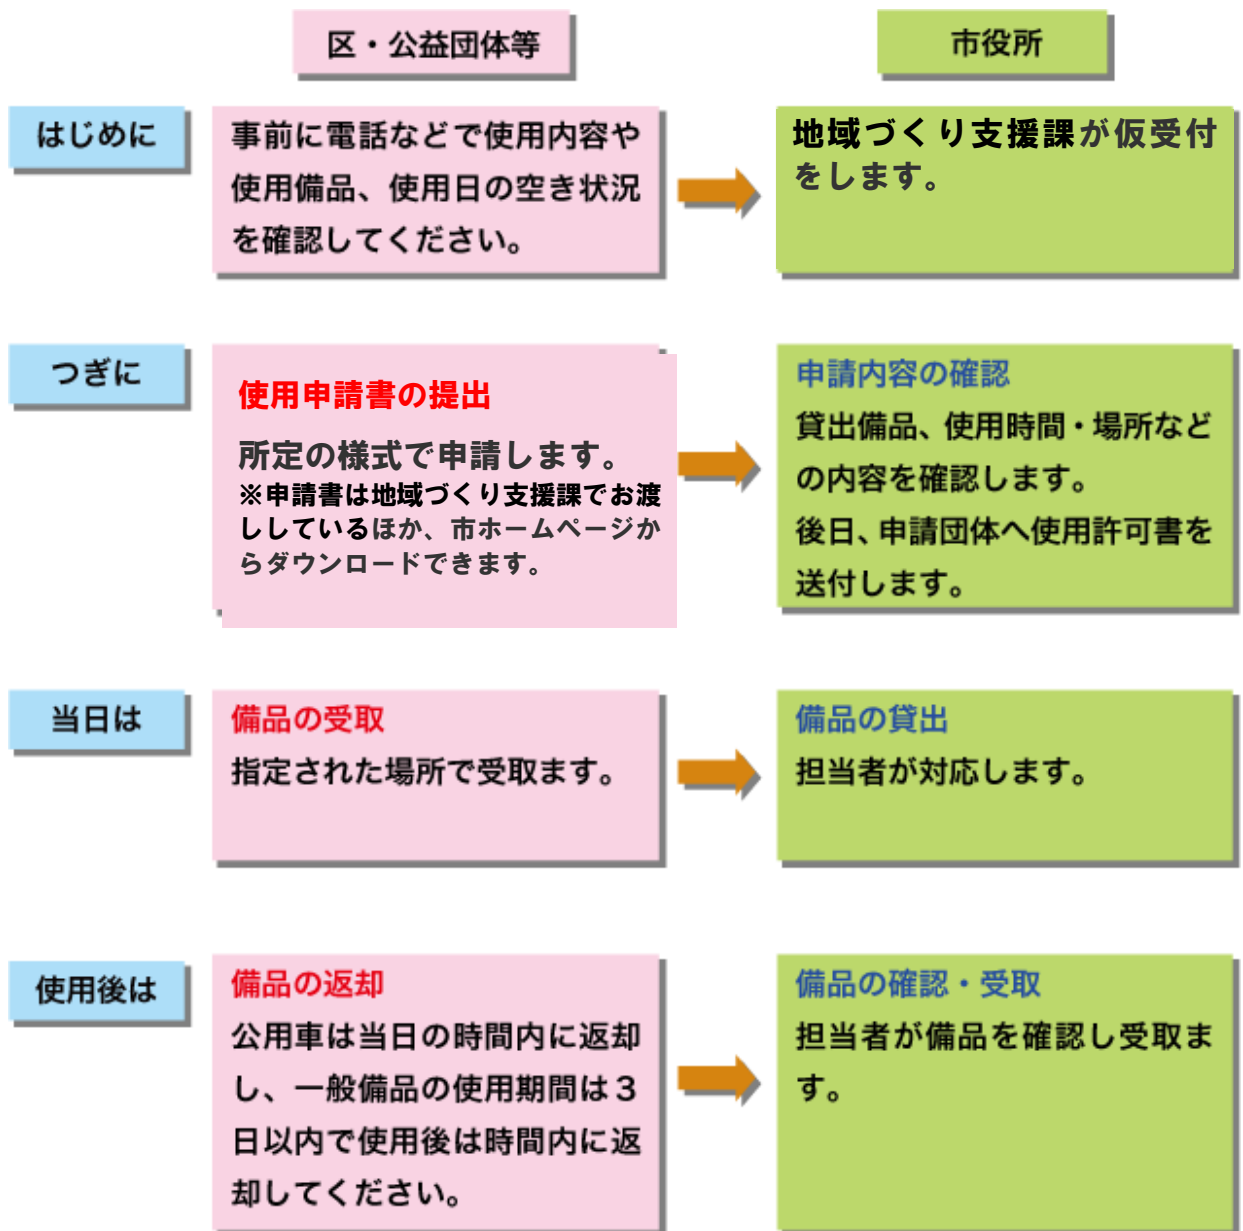 区・公益団体等
市役所
はじめに
事前に電話などで使用内容や
使用備品、使用日の空き状況
を確認してください。
地域づくり支援課が仮受付
をします。
つぎに
使用申請書の提出
所定の様式で申請します。
※申請書は地域づくり支援課でお渡
ししているほか、市ホームページか
らダウンロードできます。
申請内容の確認
貸出備品、使用時間・場所など
の内容を確認します。
後日、申請団体へ使用許可書を
送付します。
当日は
備品の受取
指定された場所で受取ます。
備品の貸出
担当者が対応します。
使用後は
備品の返却
公用車は当日の時間内に返却
し、一般備品の使用期間は３
日以内で使用後は時間内に返
却してください。
備品の確認・受取
担当者が備品を確認し受取ま
す。